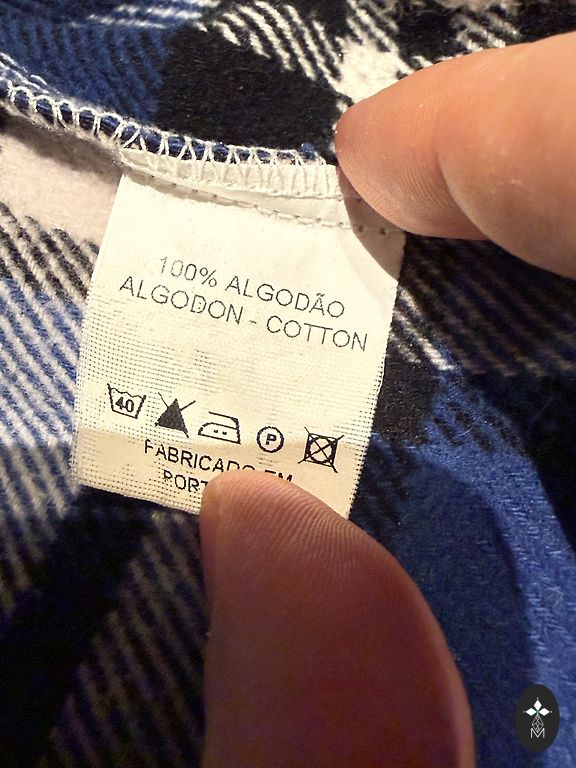 100% ALGODÃO
ALGODON - COTTON
40
P
FABRICADO EM
M